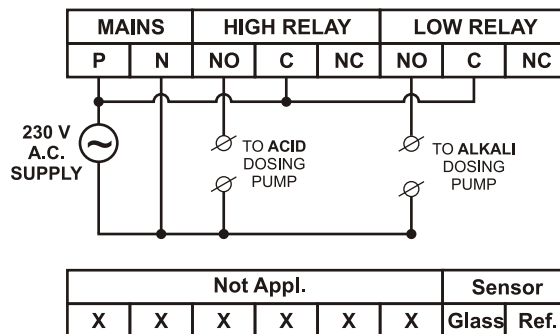 MAINS HIGH RELAY LOW RELAY
P N NO C NC NO C NC
230 V
A.C.
SUPPLY
~
TO ACID
DOSING
PUMP
TO ALKALI
DOSING
PUMP
Not Appl. Sensor
X X X X X X Glass Ref.